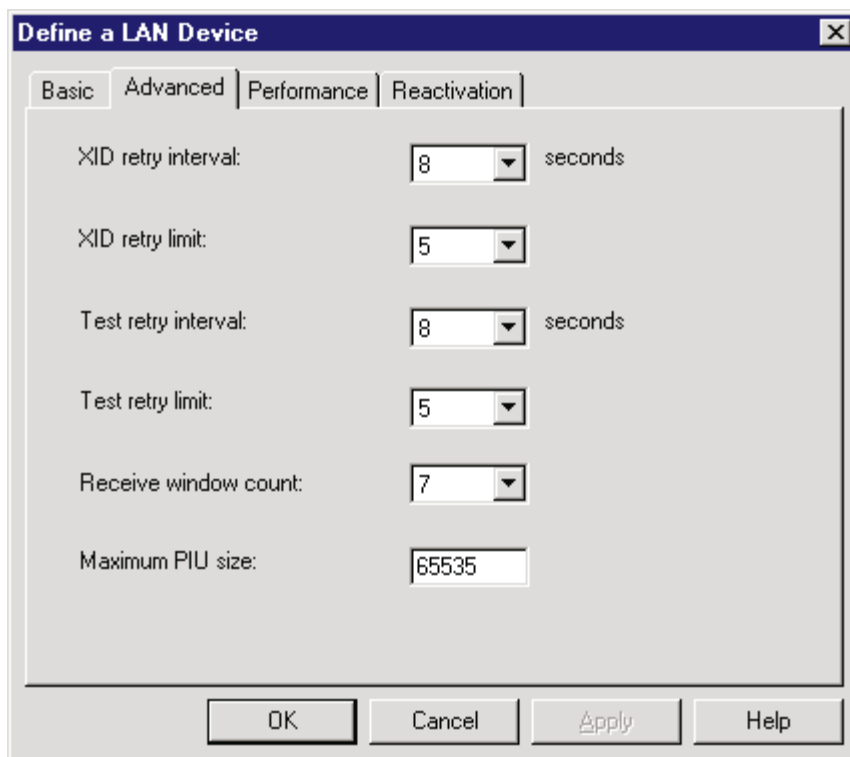 Define a LAN Device
Basic Advanced Performance Reactivation
XID retry interval: 8 seconds
XID retry limit: 5
Test retry interval: 8 seconds
Test retry limit: 5
Receive window count: 7
Maximum PIU size: 65535
OK Cancel Apply Help